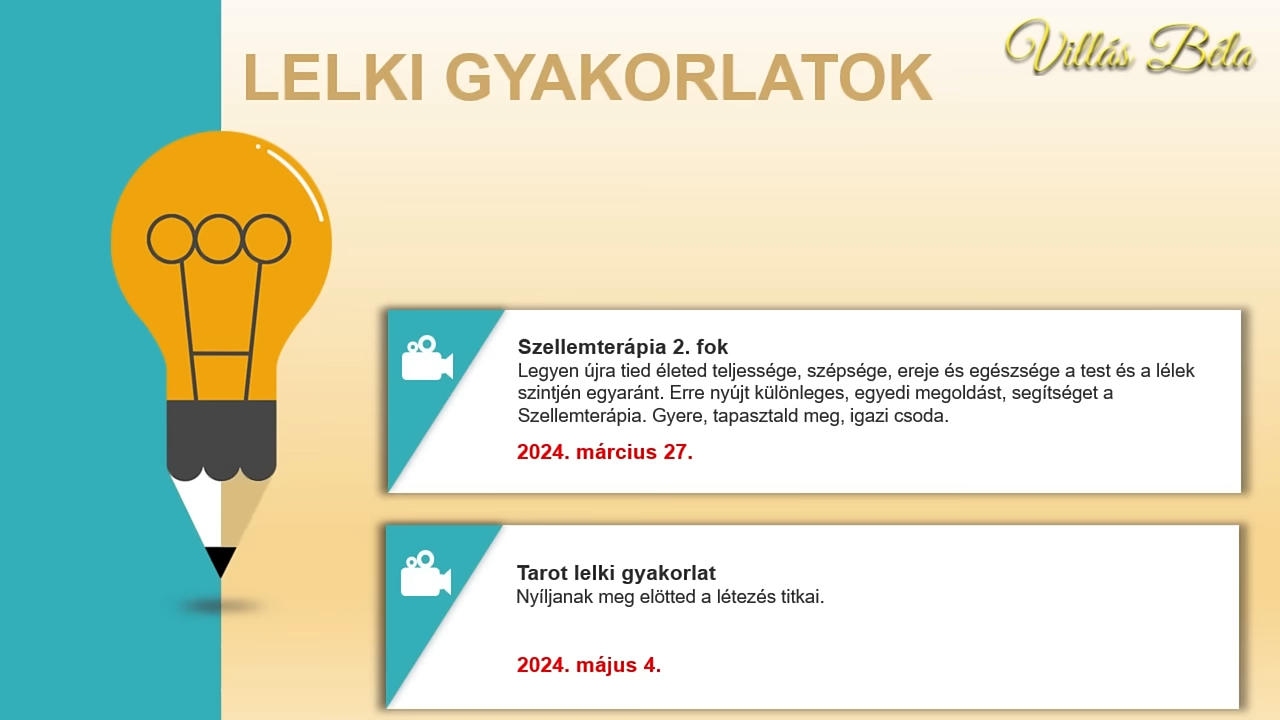 LELKI GYAKORLATOK
Villás Béla
Szellemterápia 2. fok
Legyen újra tied életed teljessége, szépsége, ereje és egészsége a test és a lélek
szintjén egyaránt. Erre nyújt különleges, egyedi megoldást, segítséget a
Szellemterápia. Gyere, tapasztald meg, igazi csoda.
2024. március 27.
Tarot lelki gyakorlat
Nyíljanak meg elötted a létezés titkai.
2024. május 4.